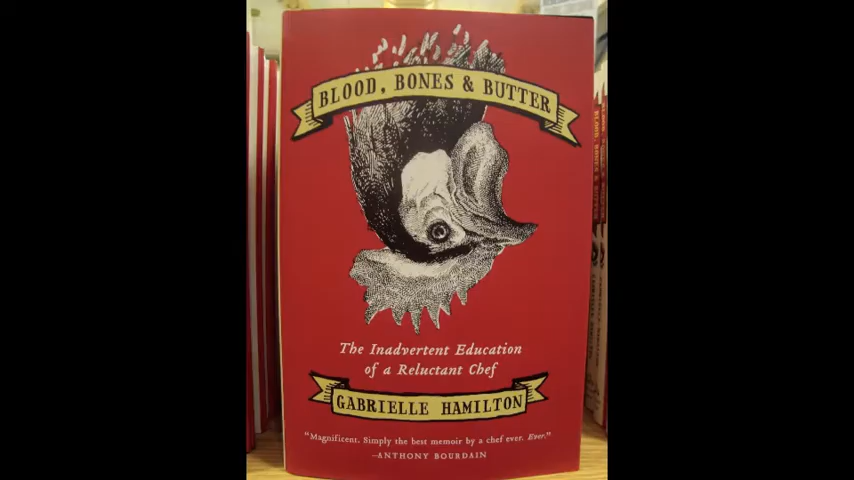 BLOOD, BONES & BUTTER
The Inadvertent Education
of a Reluctant Chef
GABRIELLE HAMILTON
"Magnificent. Simply the best memoir by a chef ever. Ever."
—ANTHONY BOURDAIN